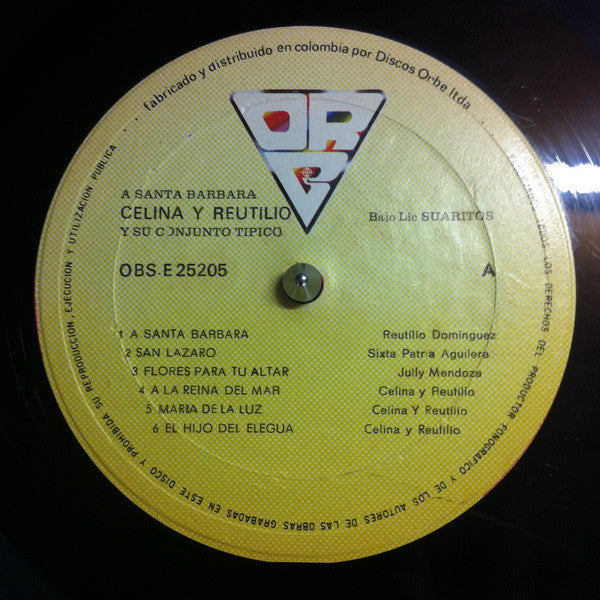 fabricado y distribuido en colombia por Discos Orbe ltda
ORBE
A SANTA BARBARA
CELINA Y REUTILIO
Y SU CONJUNTO TIPICO
Bajo Lic SUARITOS
OBS-E 25205
A
1 A SANTA BARBARA Reutilio Dominguez
2 SAN LAZARO Sixta Patria Aguilera
3 FLORES PARA TU ALTAR Jully Mendoza
4 A LA REINA DEL MAR Celina y Reutilio
5 MARIA DE LA LUZ Celina Y Reutilio
6 EL HIJO DEL ELEGUA Celina y Reutilio
LOS DERECHOS DEL PRODUCTOR FONOGRAFICO Y DE LOS AUTORES DE LAS OBRAS GRABADAS EN ESTE DISCO Y PROHIBIDA SU REPRODUCCION, EJECUCION Y UTILIZACION PUBLICA